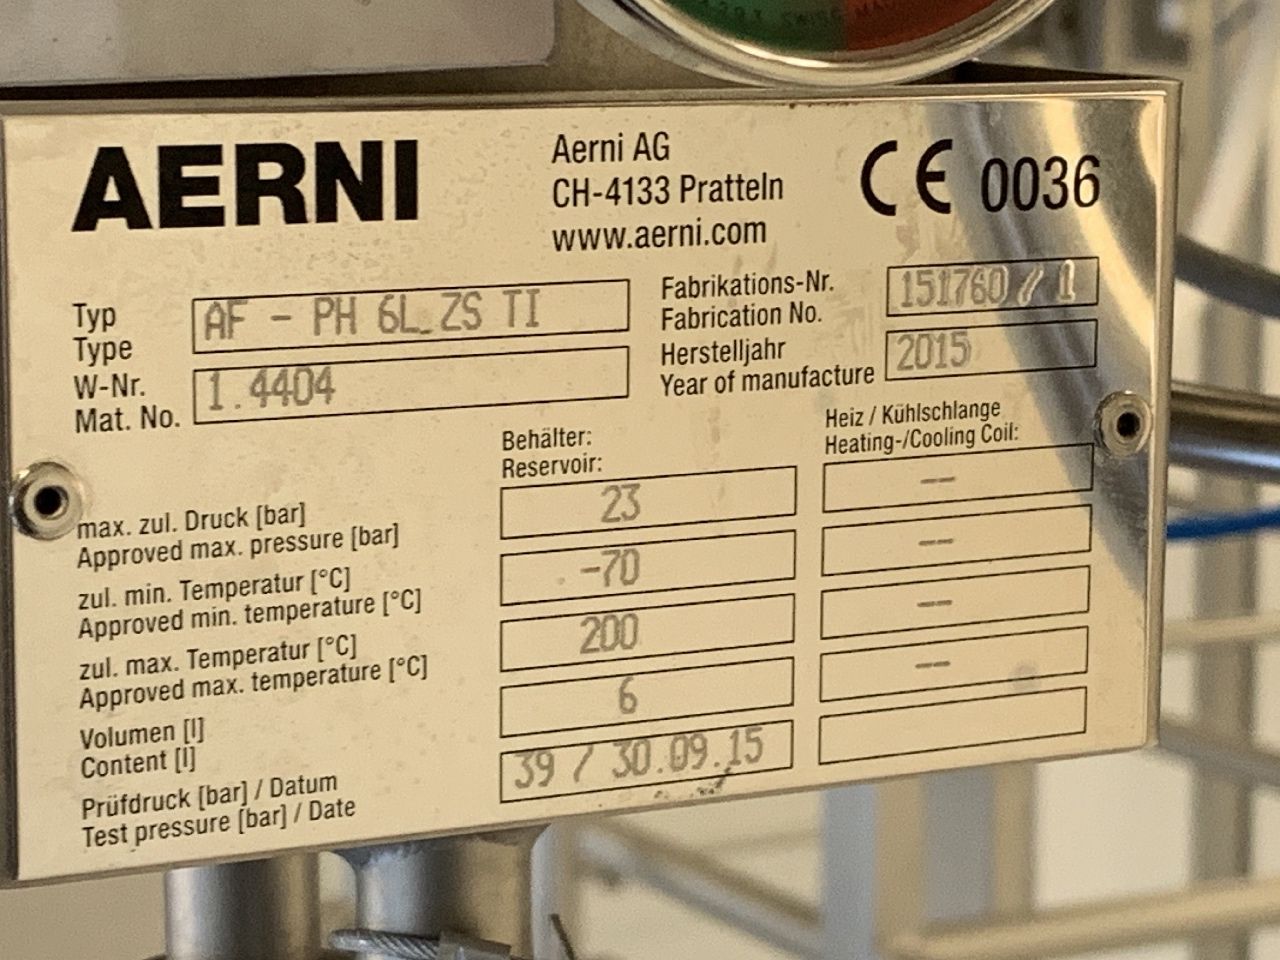 AERNI
Aerni AG
CH-4133 Pratteln
www.aerni.com
CE 0036
Typ
Type
AF - PH 6L_ZS TI
W-Nr.
Mat. No.
1.4404
Fabrikations-Nr.
Fabrication No.
151760 / 1
Herstelljahr
Year of manufacture
2015
Behälter:
Reservoir:
Heiz / Kühlschlange
Heating-/Cooling Coil:
max. zul. Druck [bar]
Approved max. pressure [bar]
23
--
zul. min. Temperatur [°C]
Approved min. temperature [°C]
-70
--
zul. max. Temperatur [°C]
Approved max. temperature [°C]
200
--
Volumen [l]
Content [l]
6
--
Prüfdruck [bar] / Datum
Test pressure [bar] / Date
39 / 30.09.15